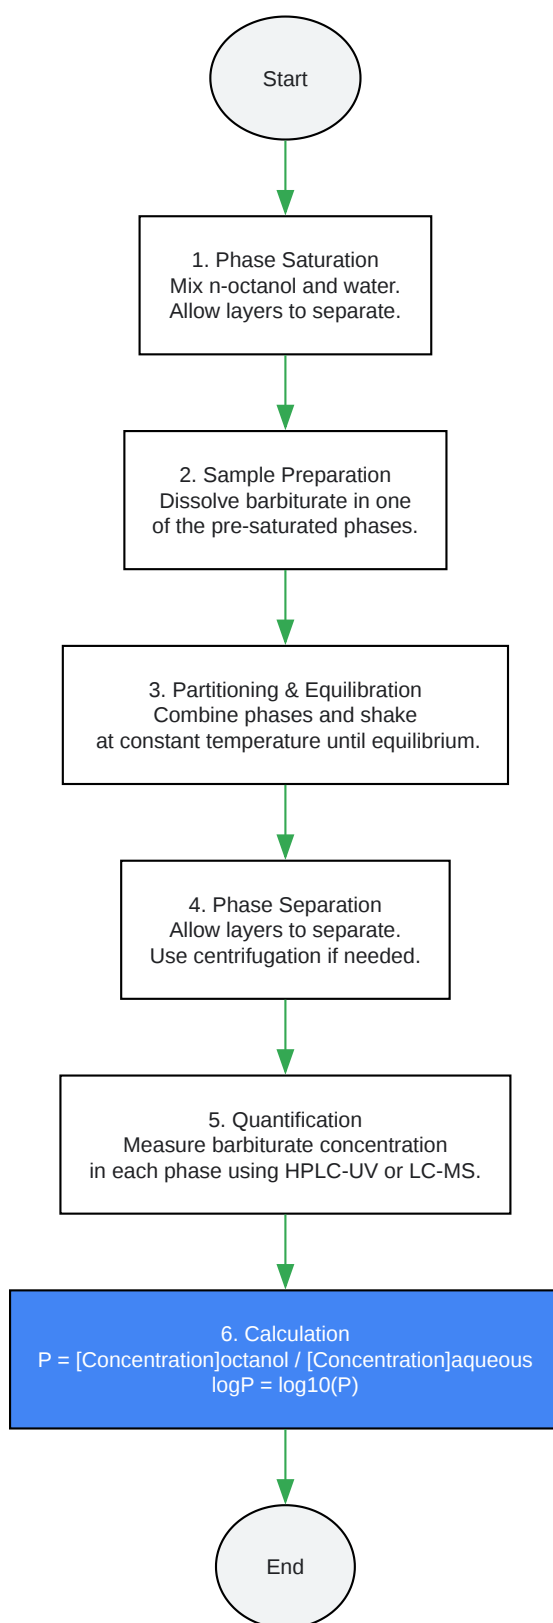 Start
1. Phase Saturation
Mix n-octanol and water.
Allow layers to separate.
2. Sample Preparation
Dissolve barbiturate in one
of the pre-saturated phases.
3. Partitioning & Equilibration
Combine phases and shake
at constant temperature until equilibrium.
4. Phase Separation
Allow layers to separate.
Use centrifugation if needed.
5. Quantification
Measure barbiturate concentration
in each phase using HPLC-UV or LC-MS.
6. Calculation
P = [Concentration]octanol / [Concentration]aqueous
logP = log10(P)
End